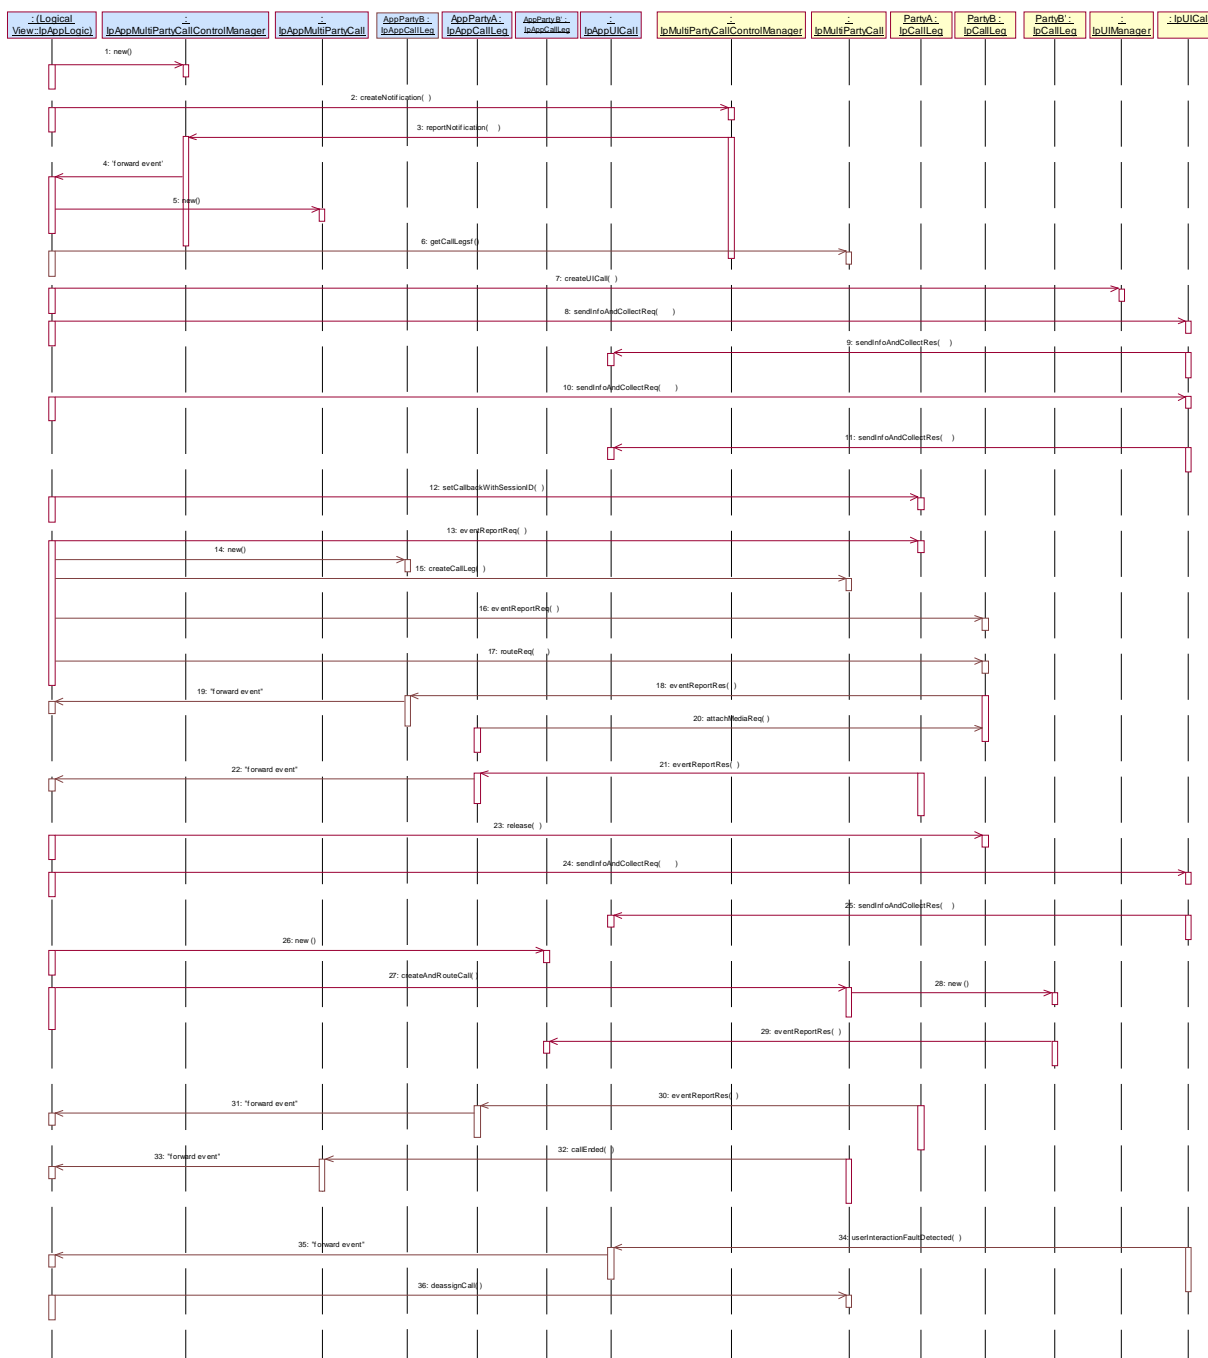 : (Logical
View::IpAppLogic)
:
IpAppMultiPartyCallControlManager
:
IpAppMultiPartyCall
AppPartyB :
IpAppCallLeg
AppPartyA :
IpAppCallLeg
AppPartyB' :
IpAppCallLeg
:
IpAppUICall
:
IpMultiPartyCallControlManager
:
IpMultiPartyCall
PartyA :
IpCallLeg
PartyB :
IpCallLeg
PartyB' :
IpCallLeg
:
IpUIManager
: IpUICal
1: new()
2: createNotification( )
3: reportNotification( )
4: 'forward event'
5: new()
6: getCallLegsf()
7: createUICall( )
8: sendInfoAndCollectReq( )
9: sendInfoAndCollectRes( )
10: sendInfoAndCollectReq( )
11: sendInfoAndCollectRes( )
12: setCallbackWithSessionID( )
13: eventReportReq( )
14: new()
15: createCallLeg( )
16: eventReportReq( )
17: routeReq( )
18: eventReportRes( )
19: "forward event"
20: attachMediaReq( )
21: eventReportRes( )
22: "forward event"
23: release( )
24: sendInfoAndCollectReq( )
25: sendInfoAndCollectRes( )
26: new ()
27: createAndRouteCall( )
28: new ()
29: eventReportRes( )
30: eventReportRes( )
31: "forward event"
32: callEnded( )
33: "forward event"
34: userInteractionFaultDetected( )
35: "forward event"
36: deassignCall( )